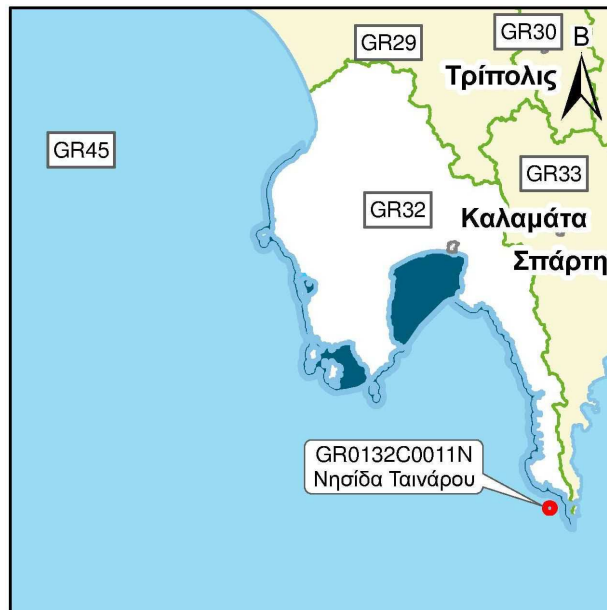 GR30
GR29
Β
Τρίπολις
GR45
GR33
GR32
Καλαμάτα
Σπάρτη
GR0132C0011N
Νησίδα Ταινάρου